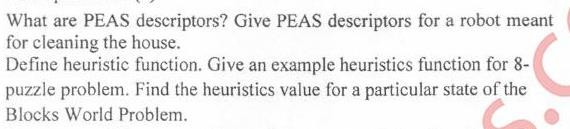 What are PEAS descriptors? Give PEAS descriptors for a robot meant
for cleaning the house.
Define heuristic function. Give an example heuristics function for 8-
puzzle problem. Find the heuristics value for a particular state of the
Blocks World Problem.